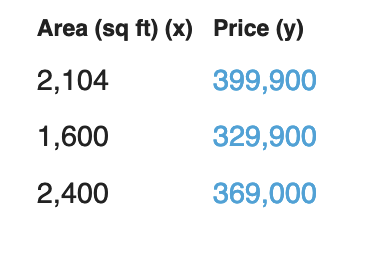 Area (sq ft) (x) Price (y)
2,104 399,900
1,600 329,900
2,400 369,000